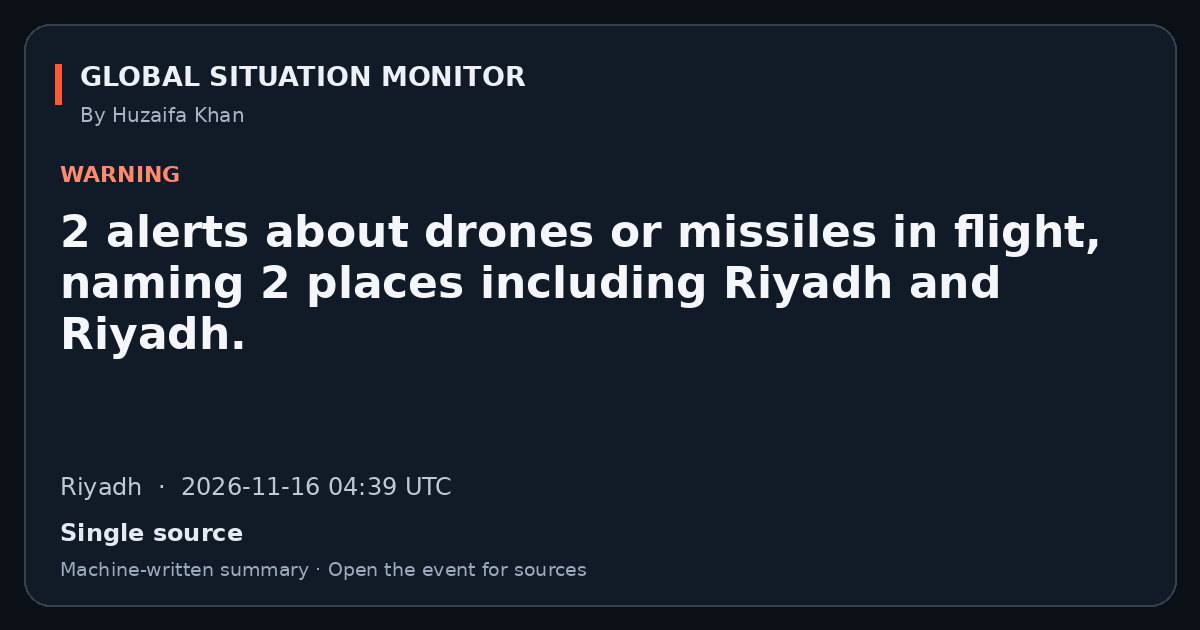 GLOBAL SITUATION MONITOR
By Huzaifa Khan
WARNING
2 alerts about drones or missiles in flight,
naming 2 places including Riyadh and
Riyadh.
Riyadh · 2026-11-16 04:39 UTC
Single source
Machine-written summary · Open the event for sources